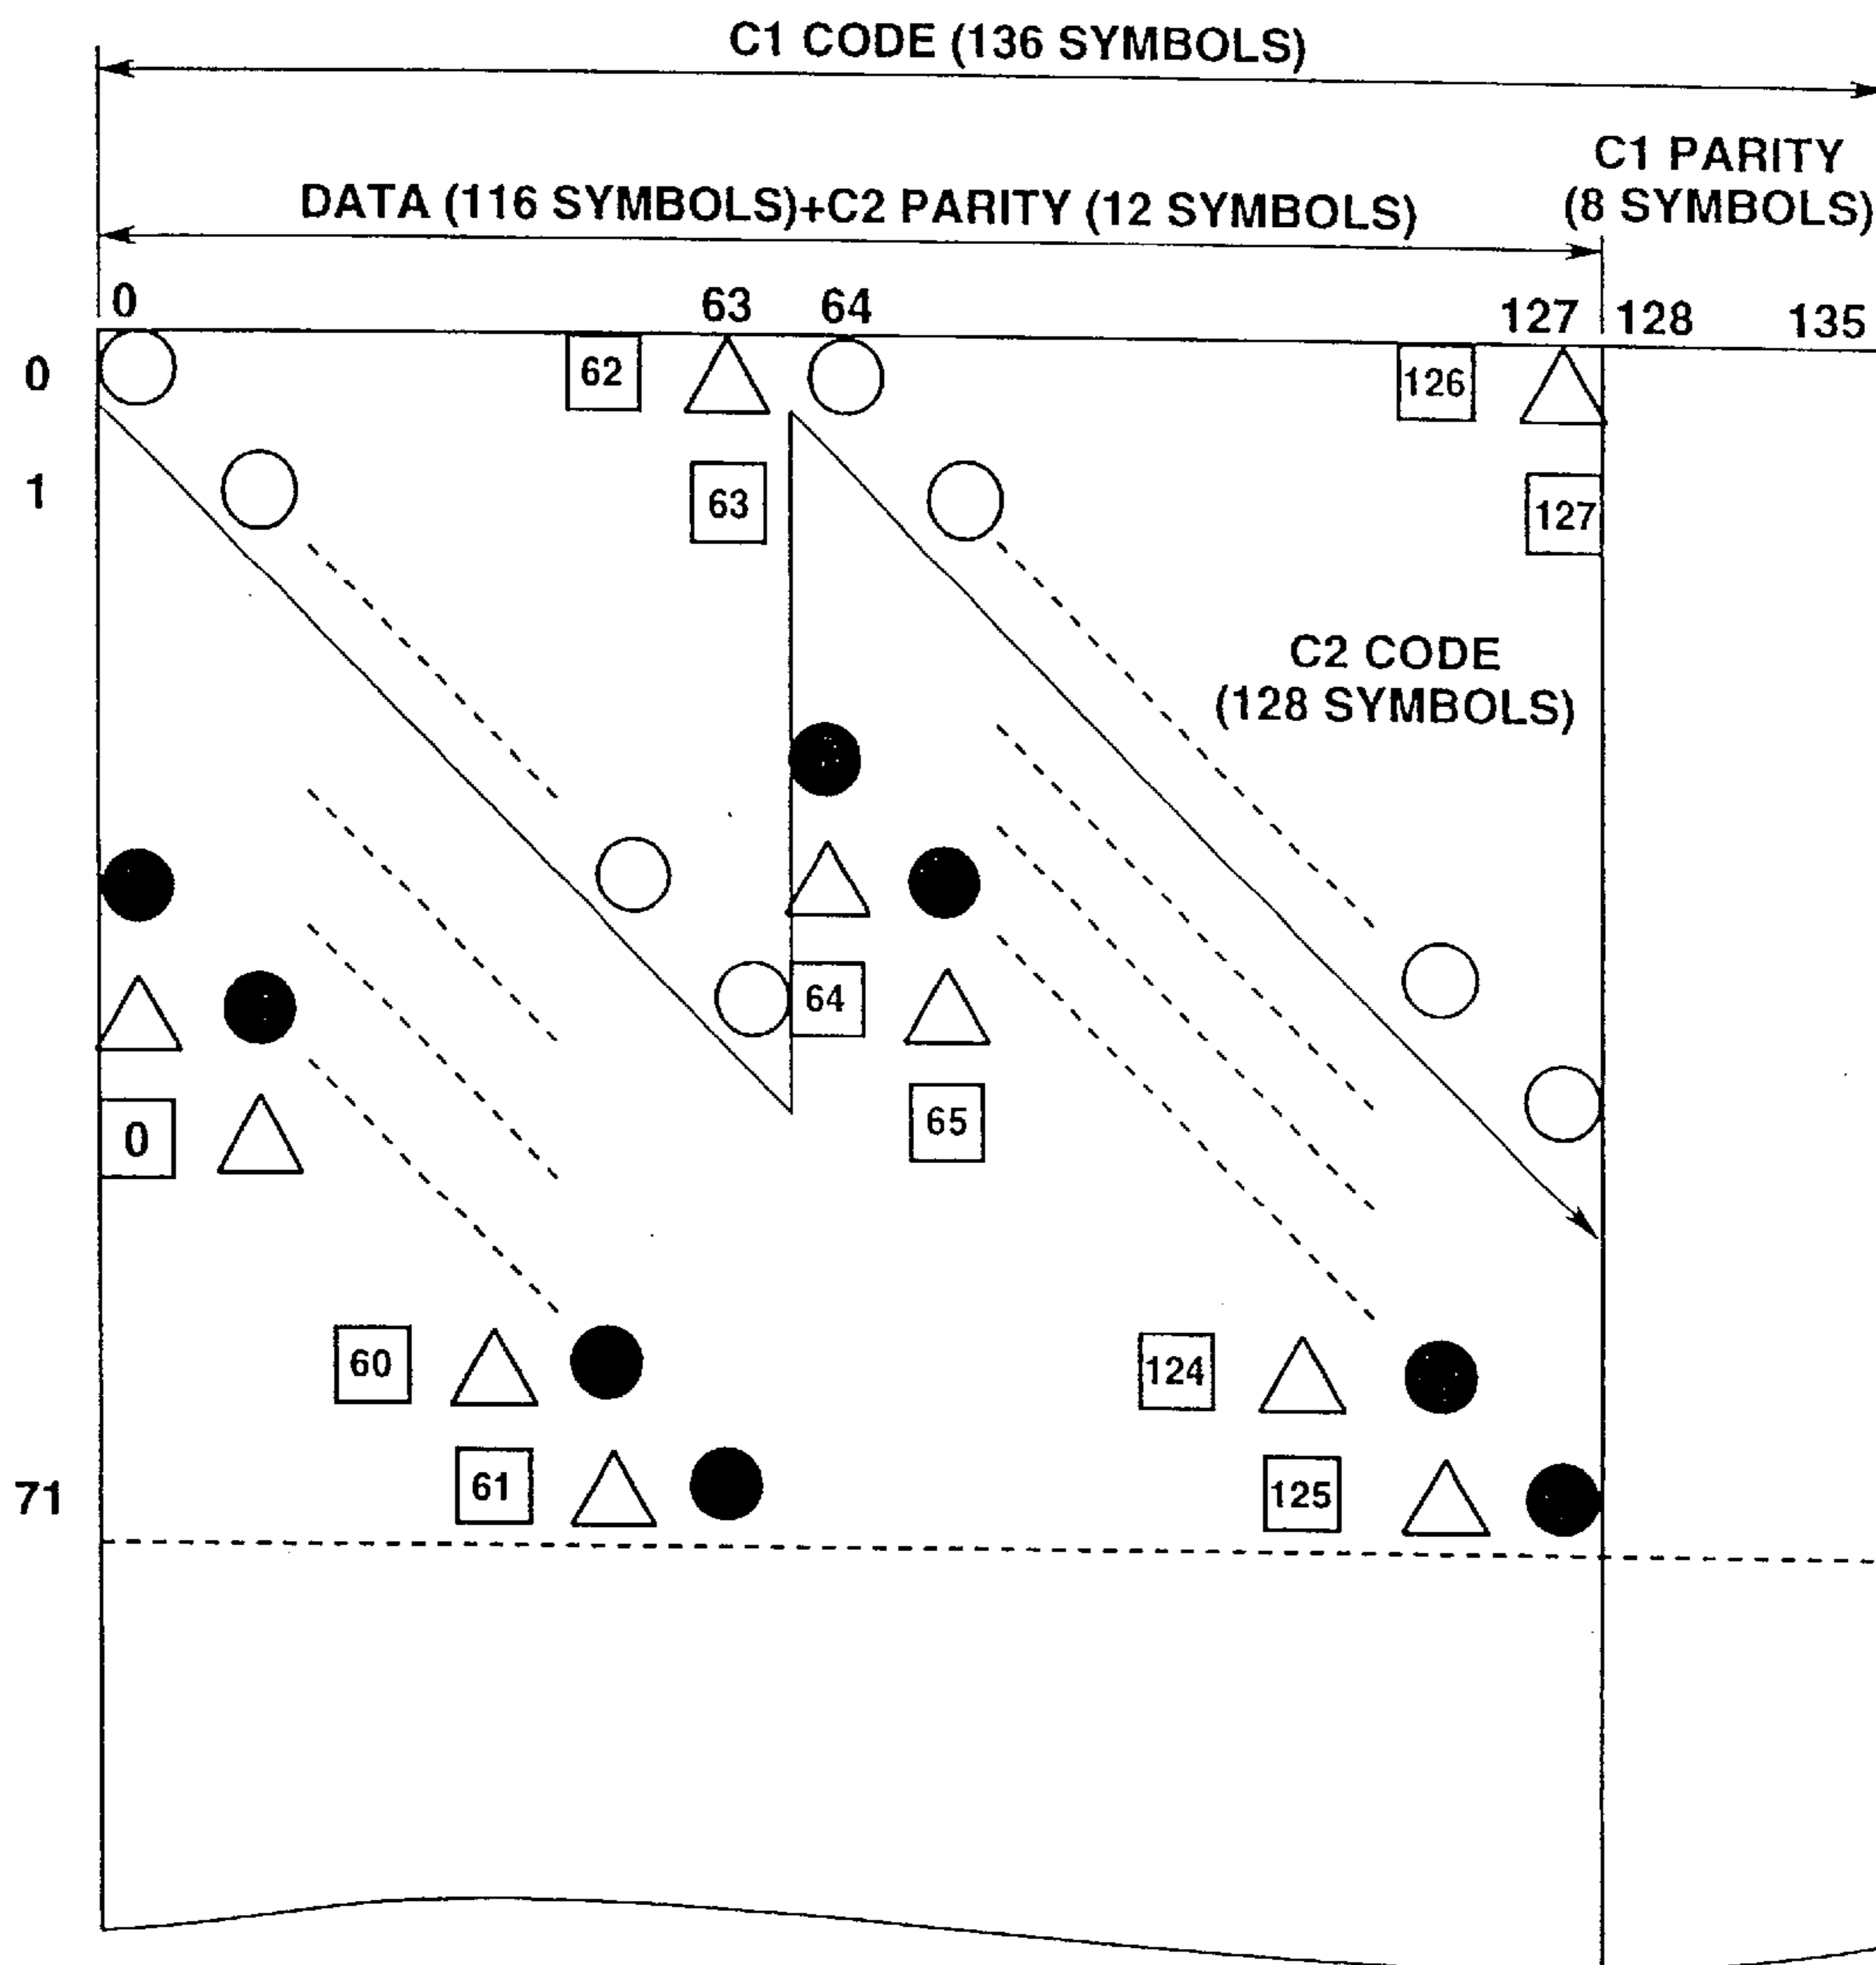 C1 CODE (136 SYMBOLS)
C1 PARITY
(8 SYMBOLS)
DATA (116 SYMBOLS)+C2 PARITY (12 SYMBOLS)
0 63 64 127 128 135
0 62 126
1 63 127
C2 CODE
(128 SYMBOLS)
64
0 65
60 124
71 61 125